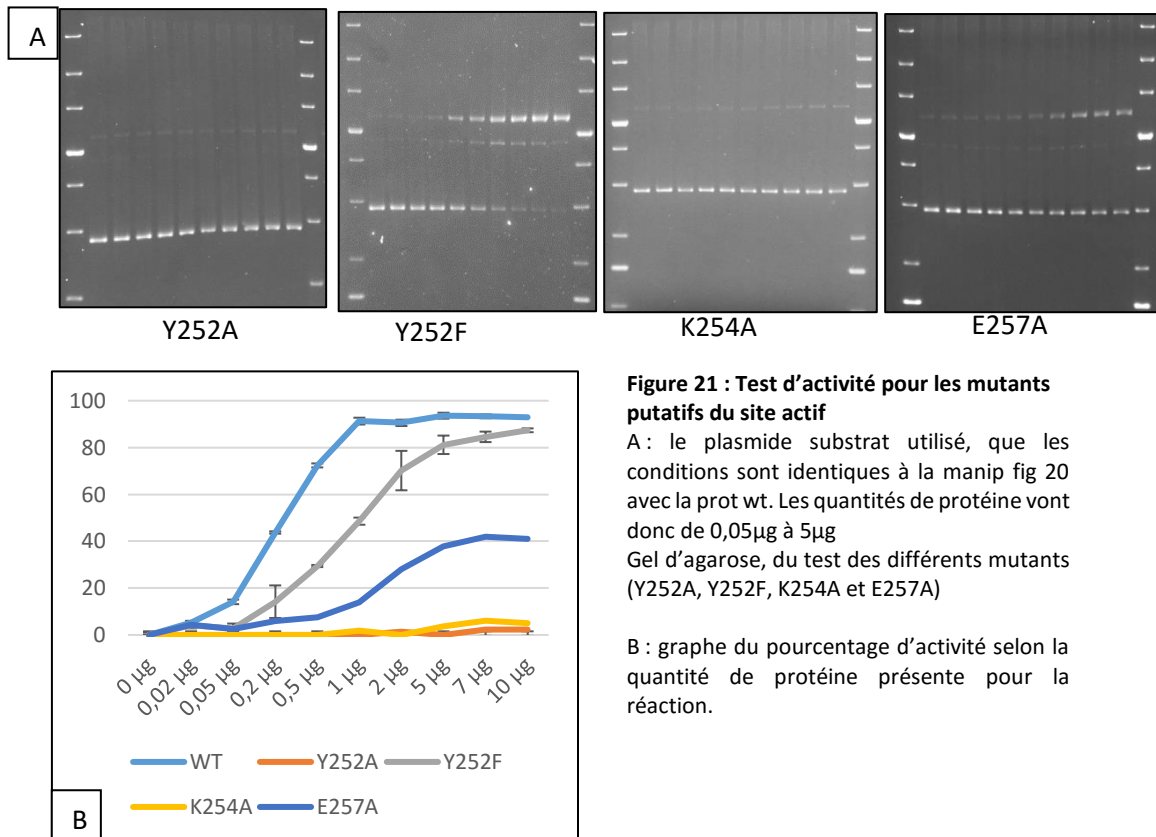 A
Y252A
Y252F
K254A
E257A
100
80
60
40
20
0
0 µg
0,02 µg
0,05 µg
0,2 µg
0,5 µg
1 µg
2 µg
5 µg
7 µg
10 µg
WT
Y252A
Y252F
K254A
E257A
B
Figure 21 : Test d’activité pour les mutants
putatifs du site actif
A : le plasmide substrat utilisé, que les
conditions sont identiques à la manip fig 20
avec la prot wt. Les quantités de protéine vont
donc de 0,05µg à 5µg
Gel d’agarose, du test des différents mutants
(Y252A, Y252F, K254A et E257A)
B : graphe du pourcentage d’activité selon la
quantité de protéine présente pour la
réaction.